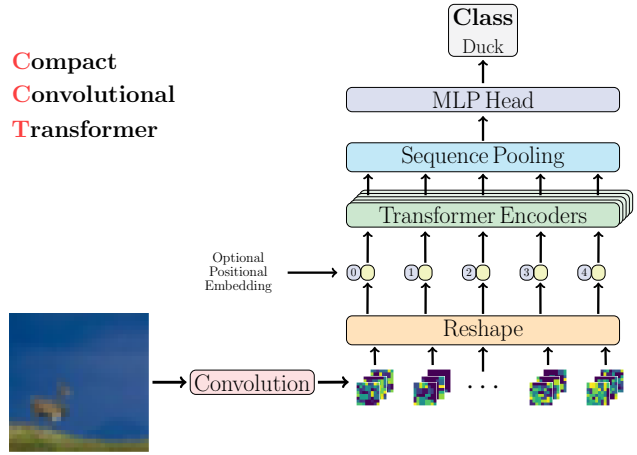 Compact
Convolutional
Transformer
Class
Duck
MLP Head
Sequence Pooling
Transformer Encoders
Optional
Positional
Embedding
0 1 2 3 4
Reshape
Convolution
...